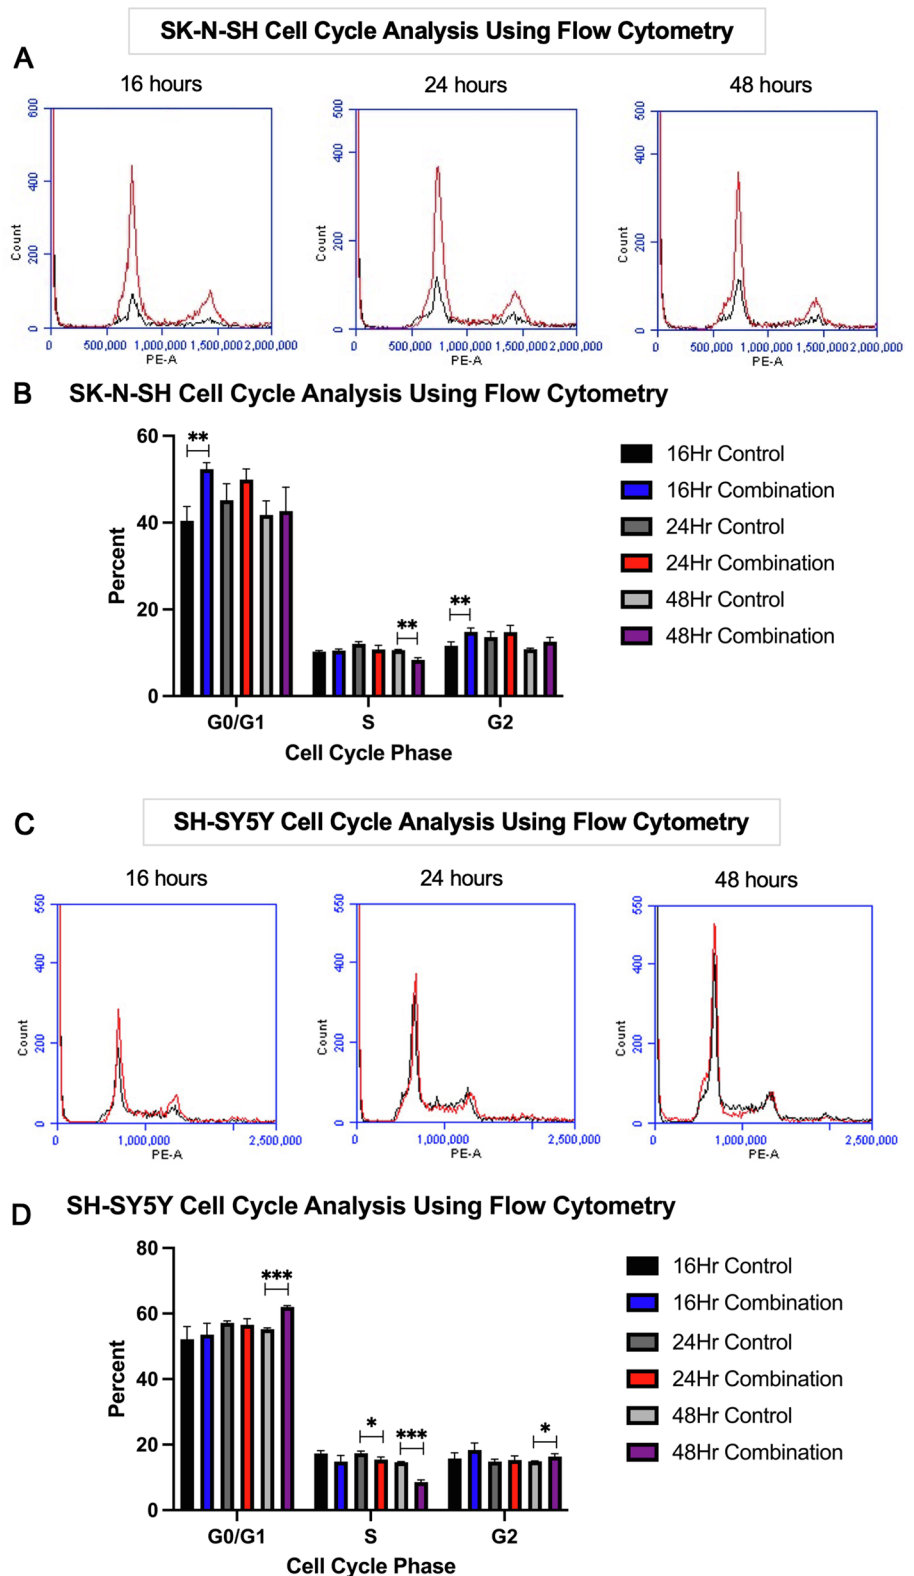 SK-N-SH Cell Cycle Analysis Using Flow Cytometry
A
16 hours
24 hours
48 hours
600
400
200
0
Count
0 500,000 1,000,000 1,500,000 2,000,000
PE-A
500
400
200
0
Count
0 500,000 1,000,000 1,500,000 2,000,000
PE-A
500
400
200
0
Count
0 500,000 1,000,000 1,500,000 2,000,000
PE-A
B
SK-N-SH Cell Cycle Analysis Using Flow Cytometry
60
40
20
0
Percent
**
**
**
G0/G1
S
G2
Cell Cycle Phase
16Hr Control
16Hr Combination
24Hr Control
24Hr Combination
48Hr Control
48Hr Combination
C
SH-SY5Y Cell Cycle Analysis Using Flow Cytometry
16 hours
24 hours
48 hours
550
400
200
0
Count
0 1,000,000 2,500,000
PE-A
550
400
200
0
Count
0 1,000,000 2,500,000
PE-A
550
400
200
0
Count
0 1,000,000 2,500,000
PE-A
D
SH-SY5Y Cell Cycle Analysis Using Flow Cytometry
80
60
40
20
0
Percent
***
*
***
*
G0/G1
S
G2
Cell Cycle Phase
16Hr Control
16Hr Combination
24Hr Control
24Hr Combination
48Hr Control
48Hr Combination